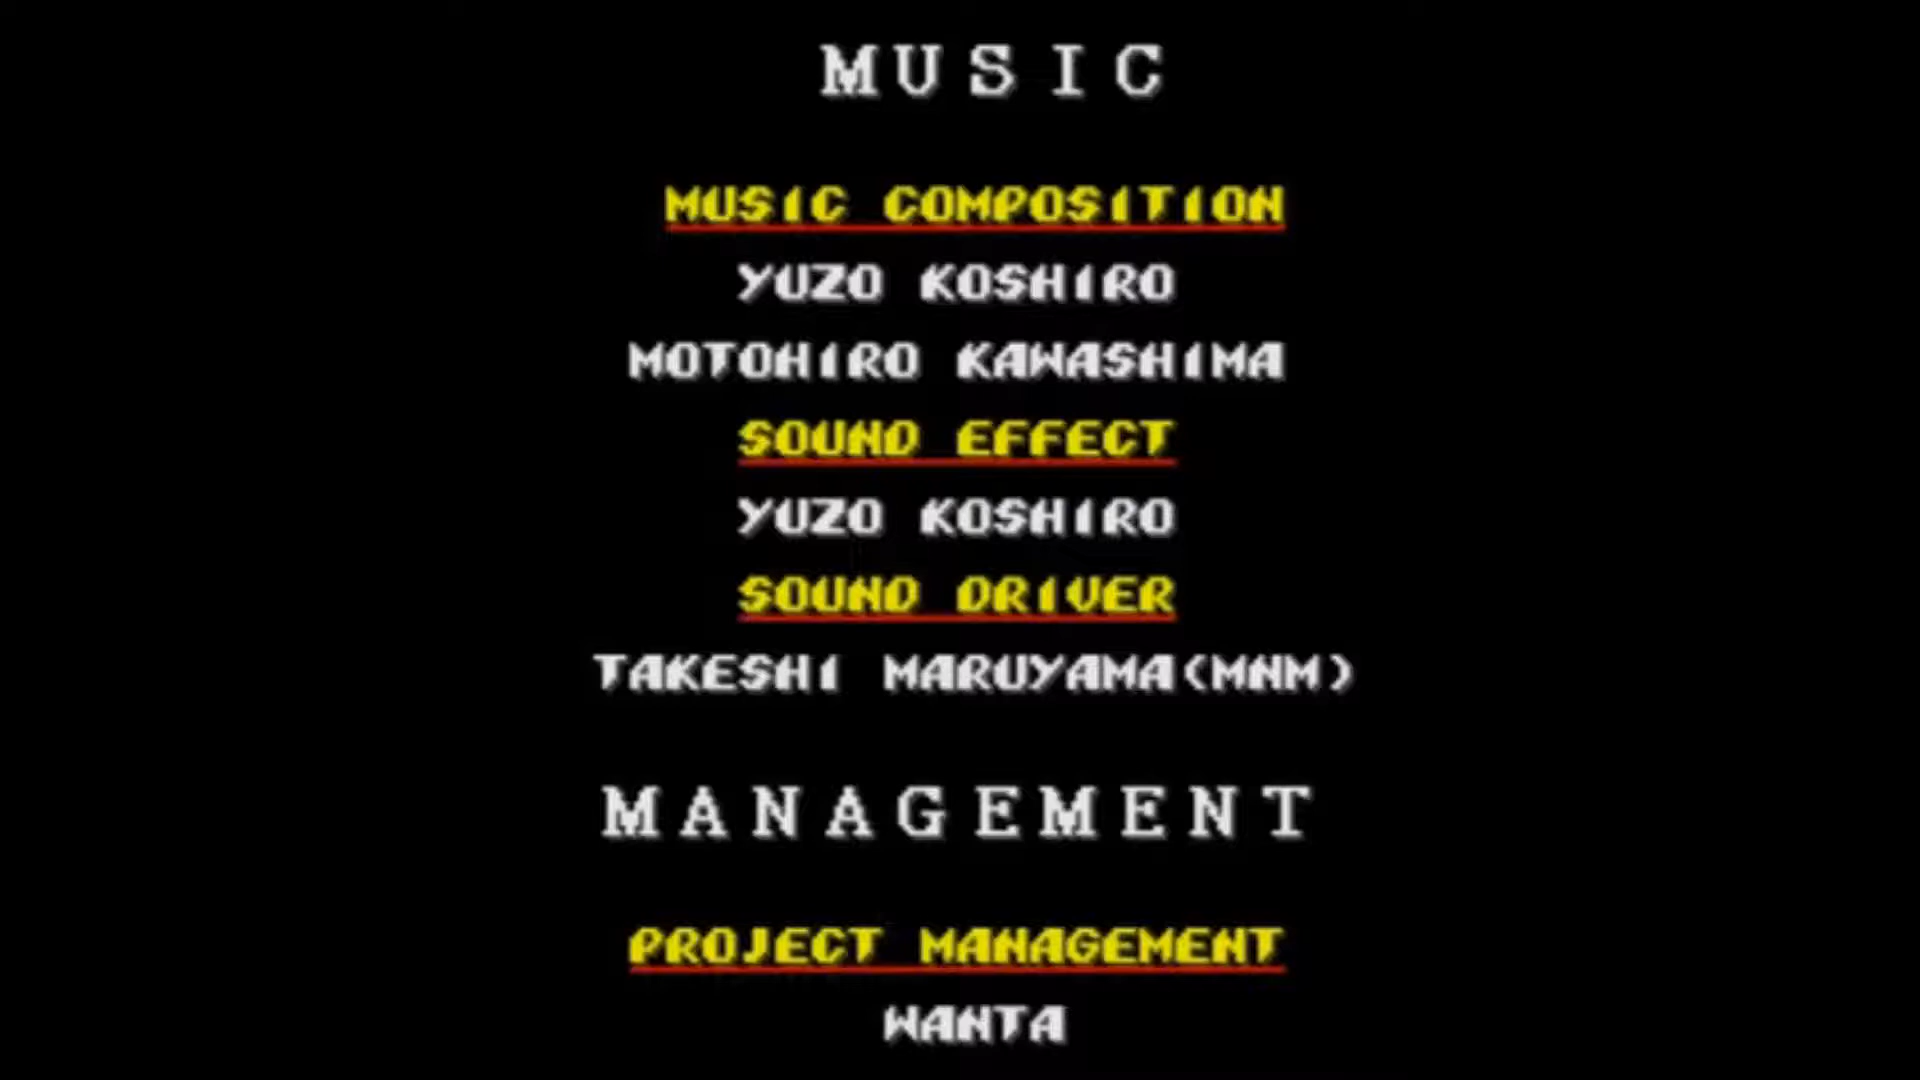 MUSIC
MUSIC COMPOSITION
YUZO KOSHIRO
MOTOHIRO KAWASHIMA
SOUND EFFECT
YUZO KOSHIRO
SOUND DRIVER
TAKESHI MARUYAMA(MNM)
MANAGEMENT
PROJECT MANAGEMENT
WANTA